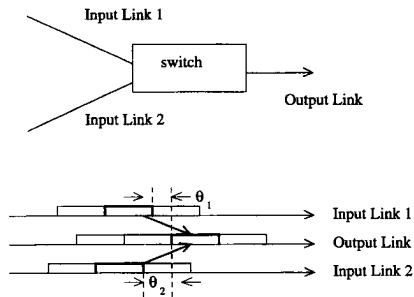 Input Link 1
switch
Output Link
Input Link 2
θ1
Input Link 1
Output Link
θ2
Input Link 2